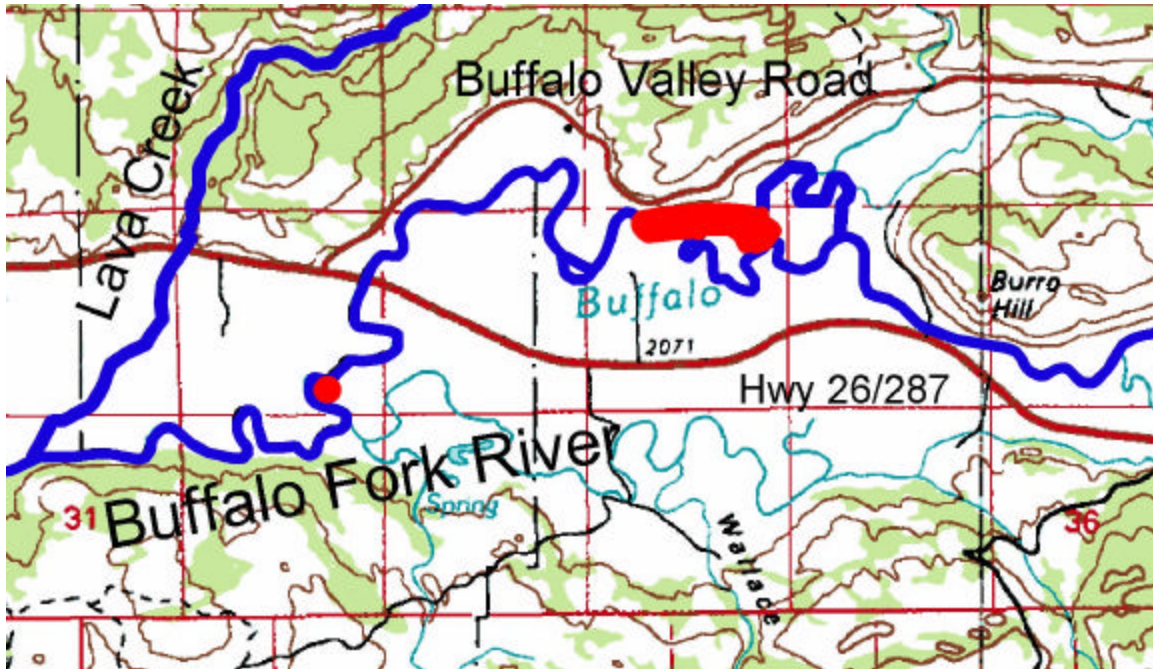 Buffalo Valley Road
Lava Creek
Burro
Hill
Buffalo
2071
Hwy 26/287
Buffalo Fork River
Spring
31
36
Wallace